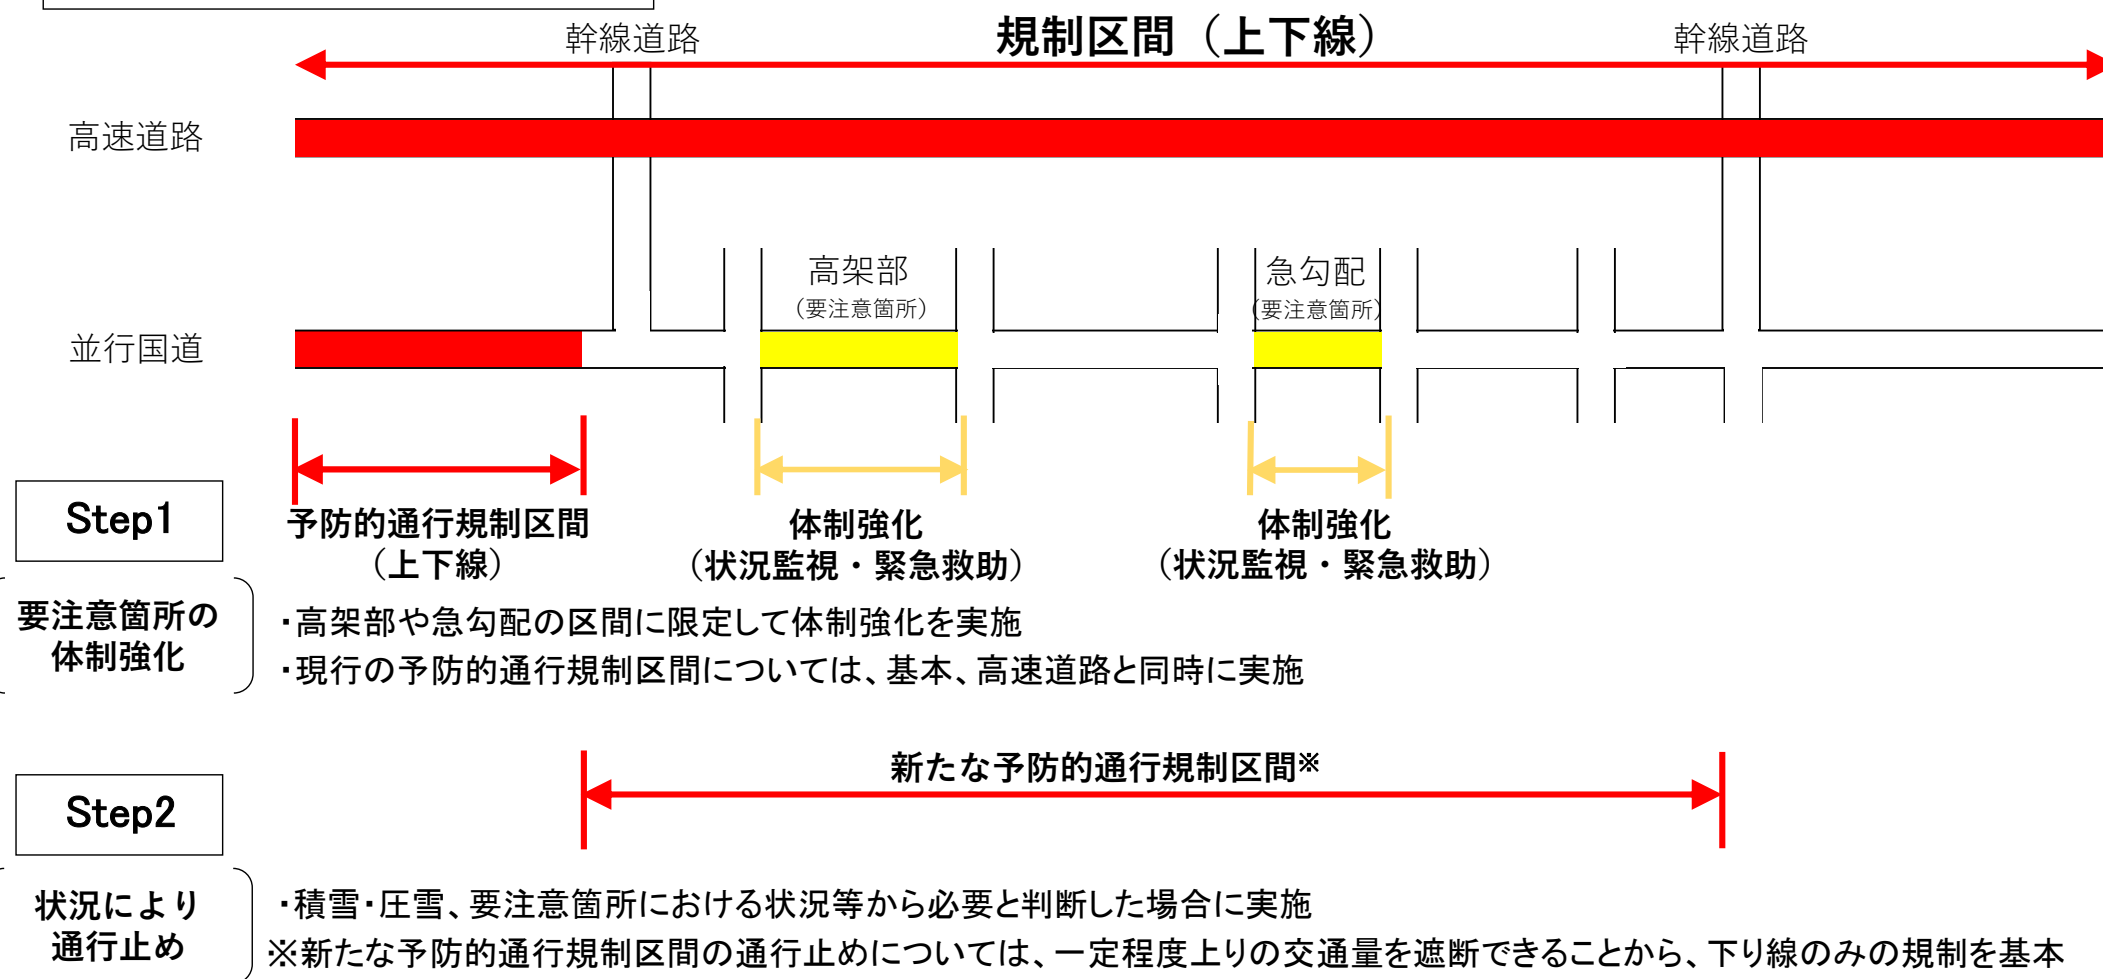 幹線道路
規制区間（上下線）
幹線道路
高速道路
高架部
（要注意箇所）
急勾配
（要注意箇所）
並行国道
Step1
予防的通行規制区間
（上下線）
体制強化
（状況監視・緊急救助）
体制強化
（状況監視・緊急救助）
要注意箇所の
体制強化
・高架部や急勾配の区間に限定して体制強化を実施
・現行の予防的通行規制区間については、基本、高速道路と同時に実施
新たな予防的通行規制区間※
Step2
状況により
通行止め
・積雪・圧雪、要注意箇所における状況等から必要と判断した場合に実施
※新たな予防的通行規制区間の通行止めについては、一定程度上りの交通量を遮断できることから、下り線のみの規制を基本